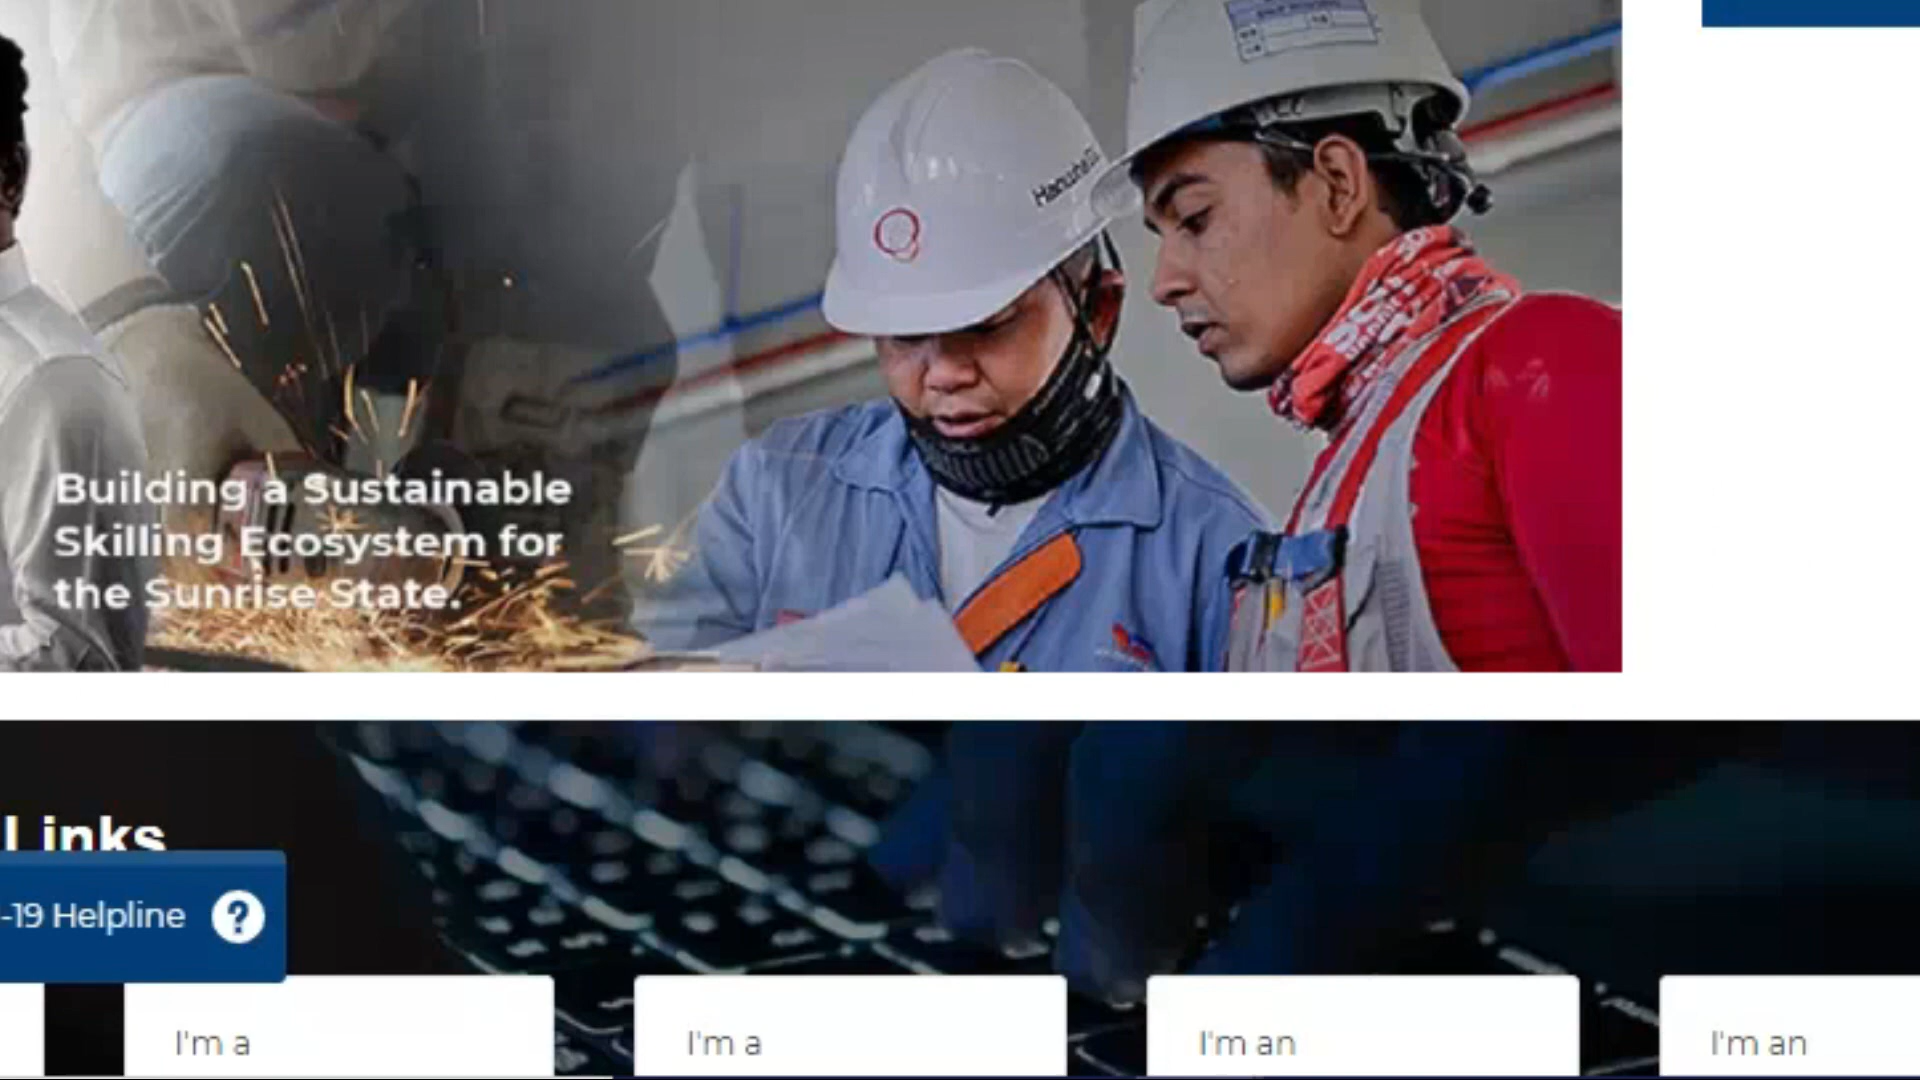 Building a Sustainable
Skilling Ecosystem for
the Sunrise State.
Links
-19 Helpline ?
I'm a
I'm a
I'm an
I'm an